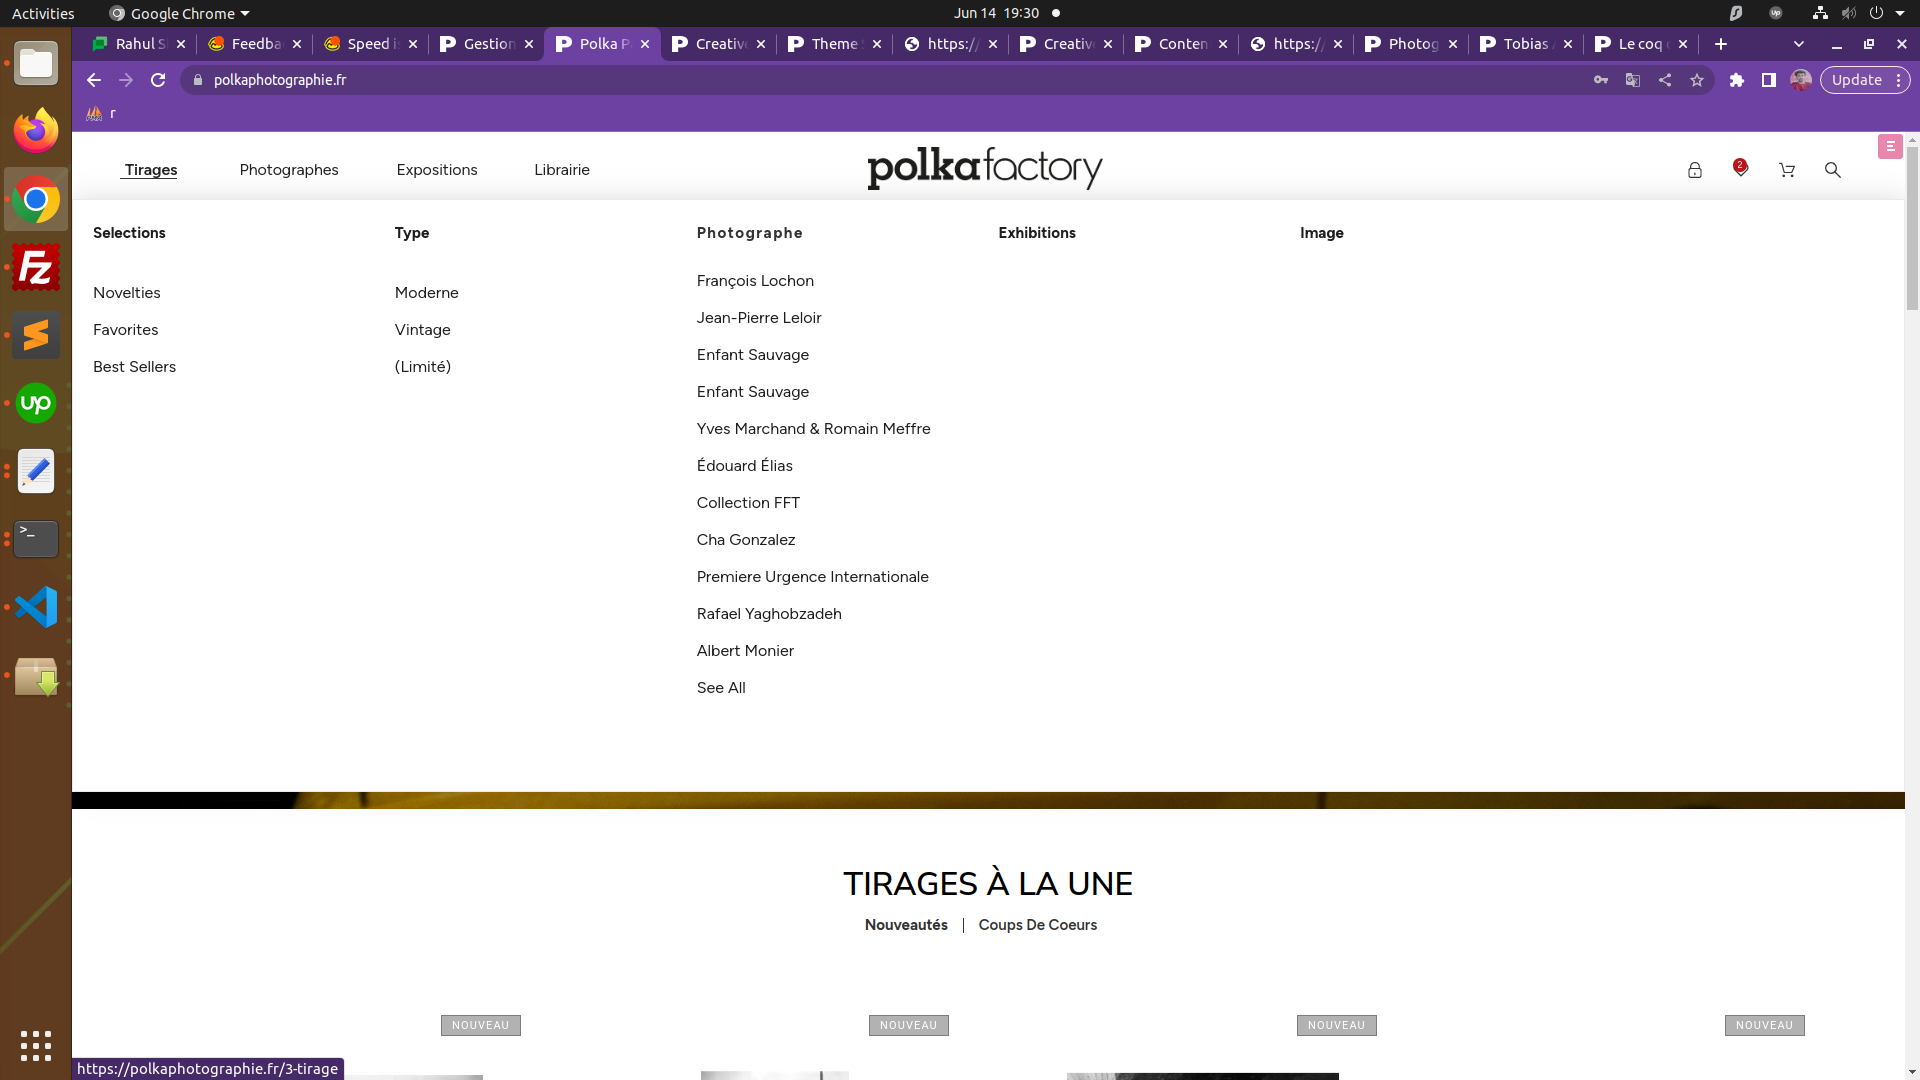 Activities
Google Chrome
Jun 14 19:30
Rahul S
Feedba
Speed is
Gestion
Polka P
Creative
Theme
https://
Creative
Conten
https://
Photog
Tobias
Le coq
polkaphotographie.fr
Update
r
Tirages
Photographes
Expositions
Librairie
polkafactory
2
E
Selections
Type
Photographe
Exhibitions
Image
Novelties
Favorites
Best Sellers
Moderne
Vintage
(Limité)
François Lochon
Jean-Pierre Leloir
Enfant Sauvage
Enfant Sauvage
Yves Marchand & Romain Meffre
Édouard Élias
Collection FFT
Cha Gonzalez
Premiere Urgence Internationale
Rafael Yaghobzadeh
Albert Monier
See All
TIRAGES À LA UNE
Nouveautés | Coups De Coeurs
NOUVEAU
NOUVEAU
NOUVEAU
NOUVEAU
https://polkaphotographie.fr/3-tirage